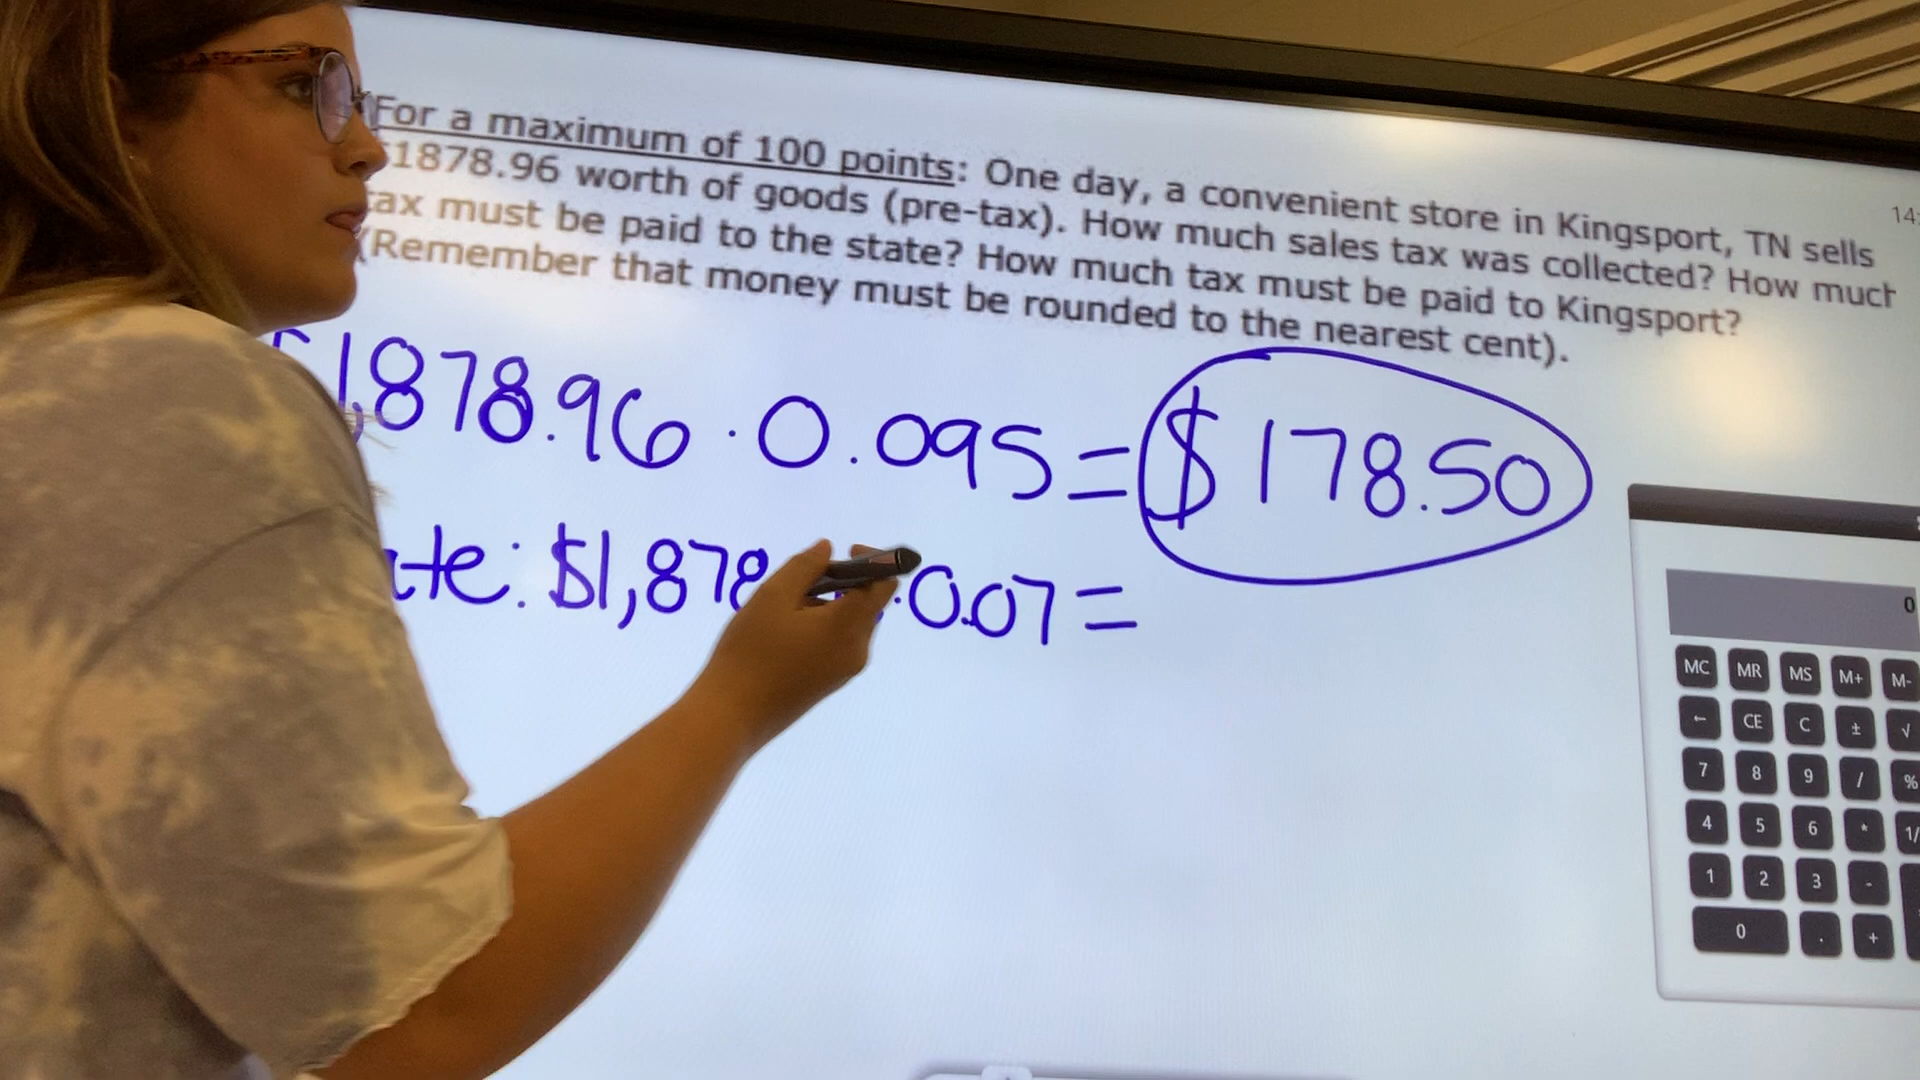 For a maximum of 100 points: One day, a convenient store in Kingsport, TN sells
$1878.96 worth of goods (pre-tax). How much sales tax was collected? How much
tax must be paid to the state? How much tax must be paid to Kingsport?
(Remember that money must be rounded to the nearest cent).
14
$1,878.96 · 0.095 = $178.50
te: $1,878 · 0.07 =
0
MC MR MS M+ M-
← CE C ± √
7 8 9 / %
4 5 6 * 1/
1 2 3 -
0 . +